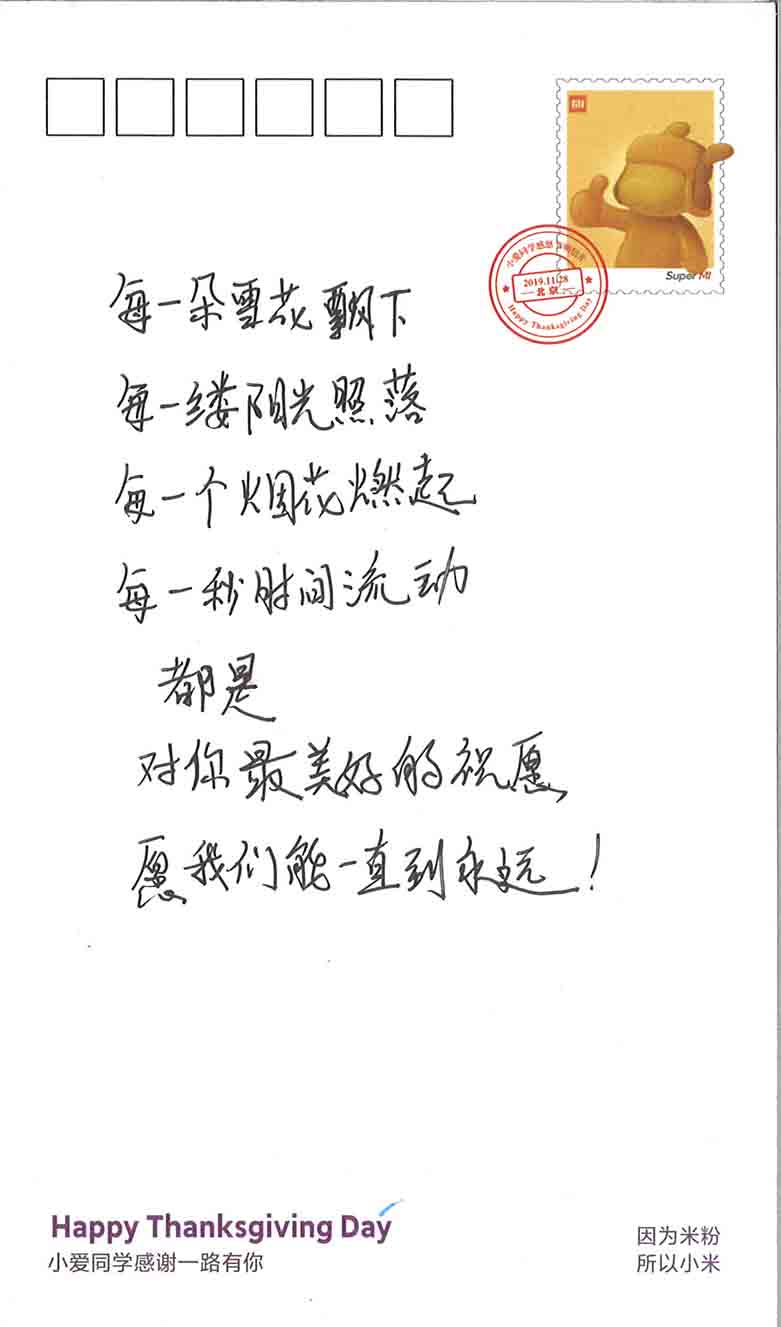 MI
Super MI
小爱同学感恩节明信片
2019.11.28
北京
Happy Thanksgiving Day
每一朵雪花飘下
每一缕阳光照落
每一个烟花燃起
每一秒时间流动
都是
对你最美好的祝愿
愿我们能一直到永远！
Happy Thanksgiving Day
小爱同学感谢一路有你
因为米粉
所以小米